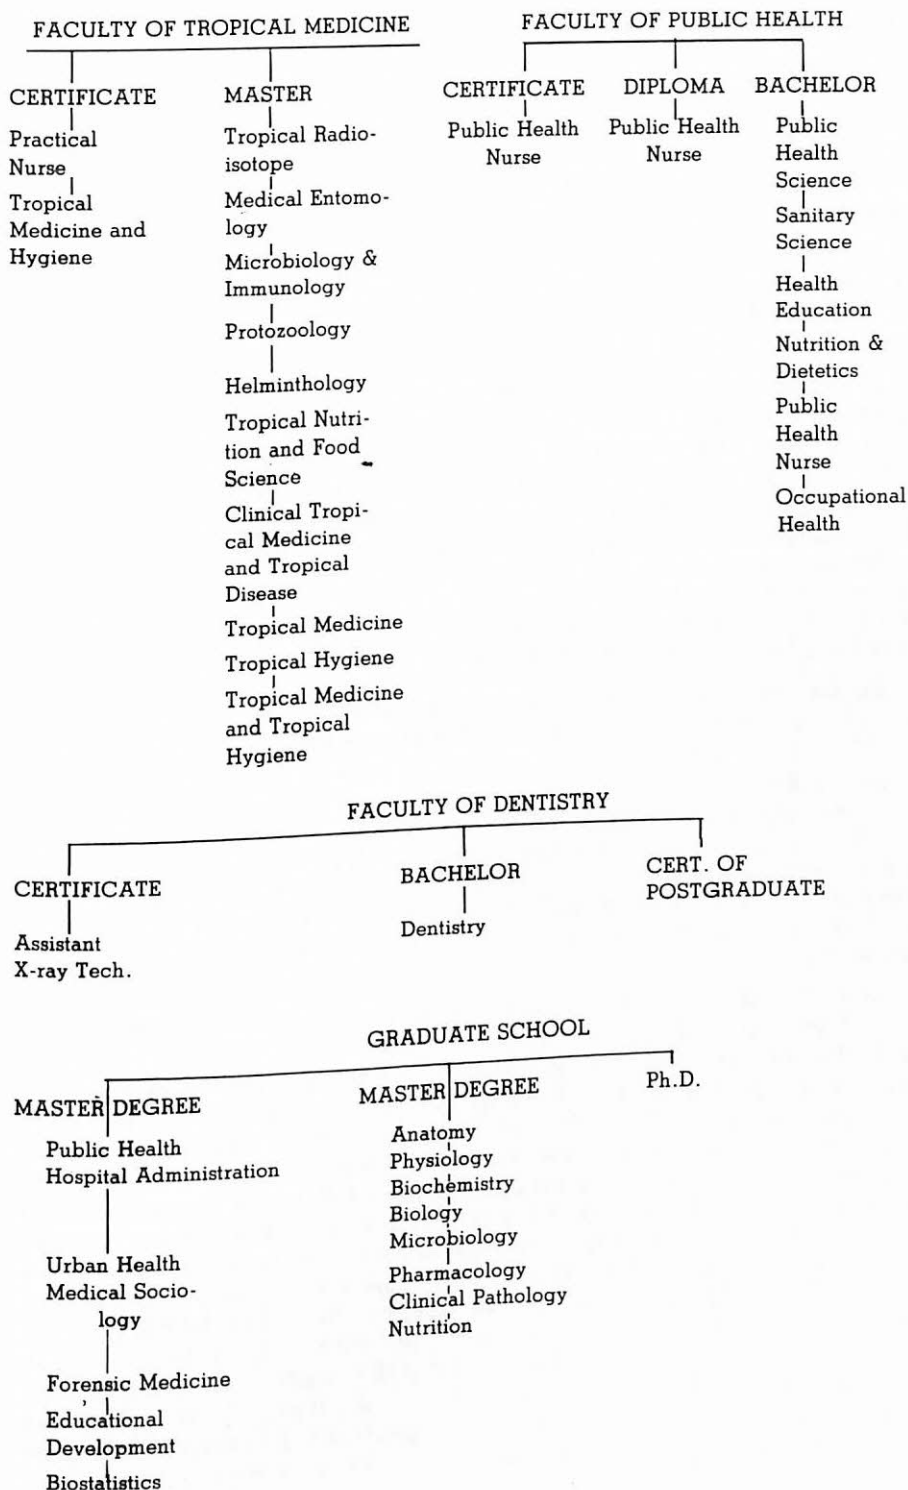 FACULTY OF TROPICAL MEDICINE
CERTIFICATE
Practical
Nurse
Tropical
Medicine and
Hygiene
MASTER
Tropical Radio-
isotope
Medical Entomo-
logy
Microbiology &
Immunology
Protozoology
Helminthology
Tropical Nutri-
tion and Food
Science
Clinical Tropi-
cal Medicine
and Tropical
Disease
Tropical Medicine
Tropical Hygiene
Tropical Medicine
and Tropical
Hygiene
FACULTY OF PUBLIC HEALTH
CERTIFICATE
Public Health
Nurse
DIPLOMA
Public Health
Nurse
BACHELOR
Public
Health
Science
Sanitary
Science
Health
Education
Nutrition &
Dietetics
Public
Health
Nurse
Occupational
Health
FACULTY OF DENTISTRY
CERTIFICATE
Assistant
X-ray Tech.
BACHELOR
Dentistry
CERT. OF
POSTGRADUATE
GRADUATE SCHOOL
MASTER DEGREE
Public Health
Hospital Administration
Urban Health
Medical Socio-
logy
Forensic Medicine
Educational
Development
Biostatistics
MASTER DEGREE
Anatomy
Physiology
Biochemistry
Biology
Microbiology
Pharmacology
Clinical Pathology
Nutrition
Ph.D.